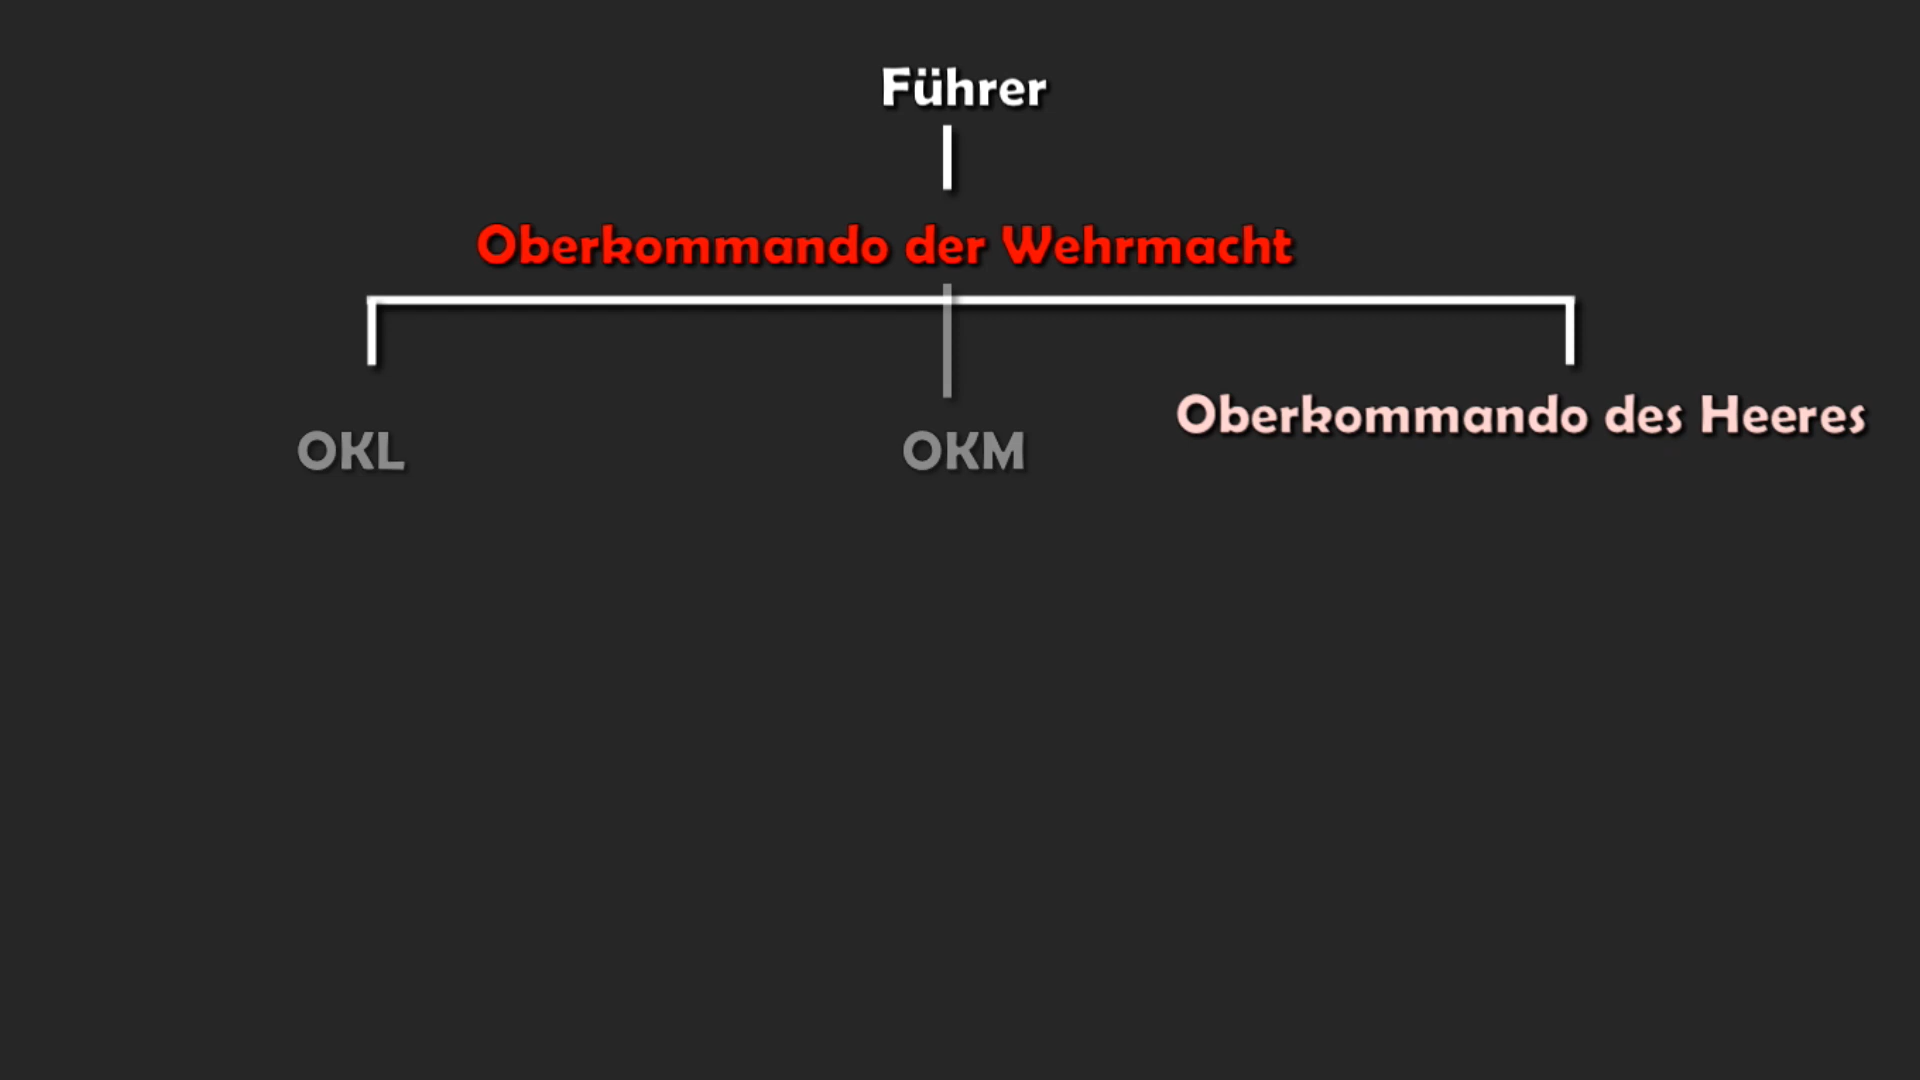 Führer
Oberkommando der Wehrmacht
Oberkommando des Heeres
OKL
OKM